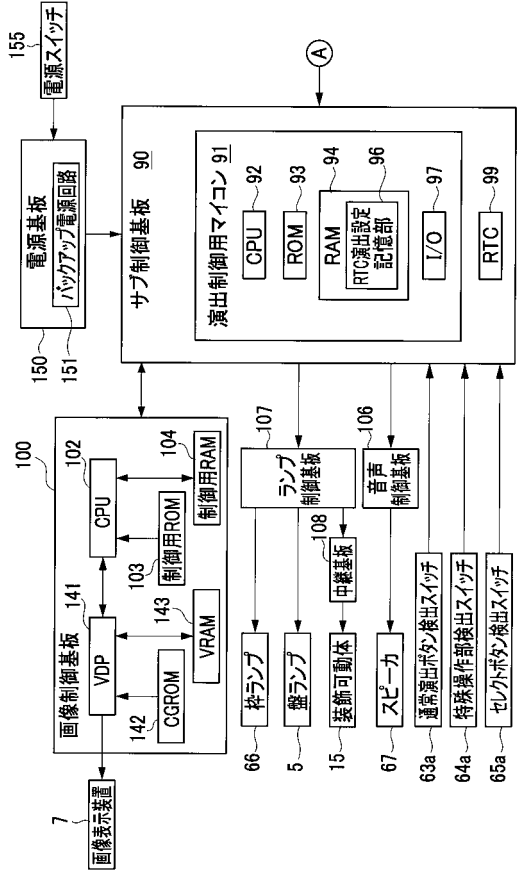 155
電源スイッチ
電源基板
バックアップ電源回路
150
151
サブ制御基板 90
演出制御用マイコン 91
CPU
92
ROM
93
RAM
94
RTC演出設定
記憶部
96
I/O
97
RTC
99
A
100
画像制御基板
102
CPU
104
制御用RAM
制御用ROM
103
141
VDP
143
VRAM
CGROM
142
7
画像表示装置
107
ランプ
制御基板
106
音声
制御基板
108
中継基板
枠ランプ
66
盤ランプ
5
装飾可動体
15
スピーカ
67
通常演出ボタン検出スイッチ
63a
特殊操作部検出スイッチ
64a
セレクトボタン検出スイッチ
65a